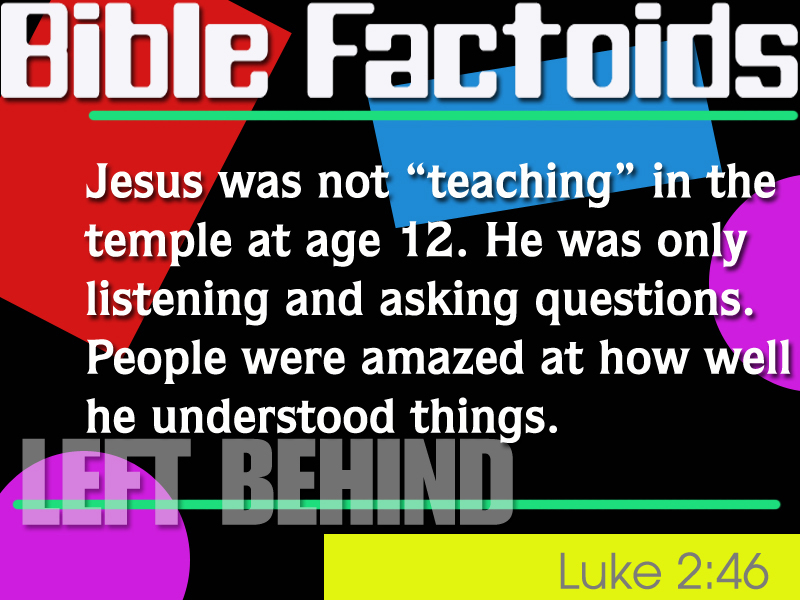 Bible Factoids
Jesus was not “teaching” in the
temple at age 12. He was only
listening and asking questions.
People were amazed at how well
he understood things.
LEFT BEHIND
Luke 2:46